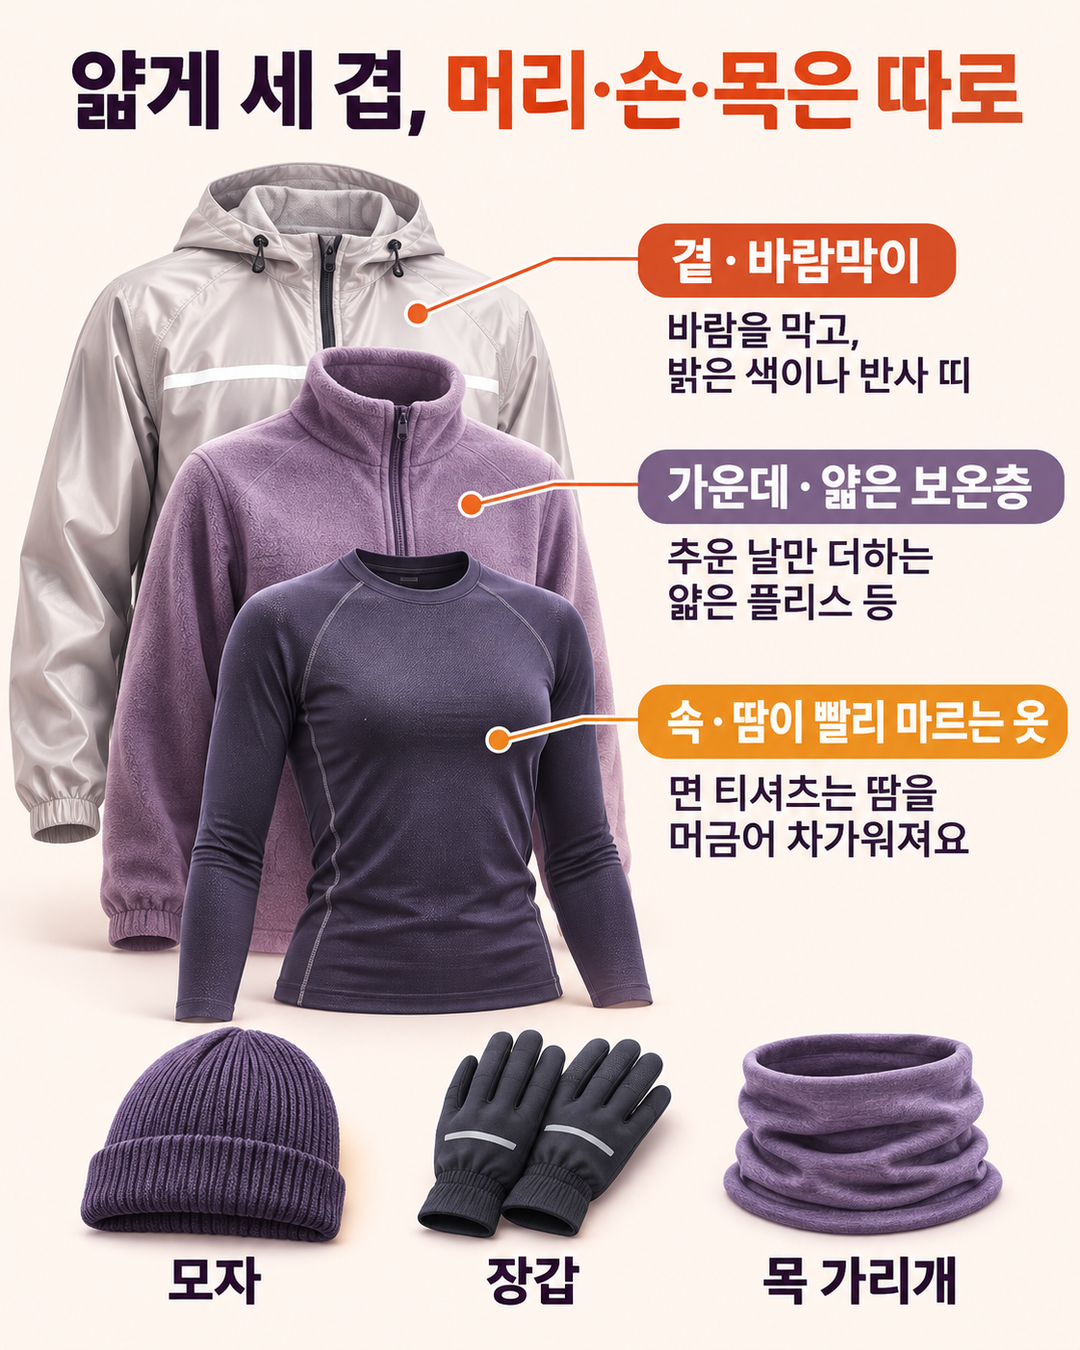 얇게 세 겹, 머리·손·목은 따로
겉 · 바람막이
바람을 막고,
밝은 색이나 반사 띠
가운데 · 얇은 보온층
추운 날만 더하는
얇은 플리스 등
속 · 땀이 빨리 마르는 옷
면 티셔츠는 땀을
머금어 차가워져요
모자
장갑
목 가리개